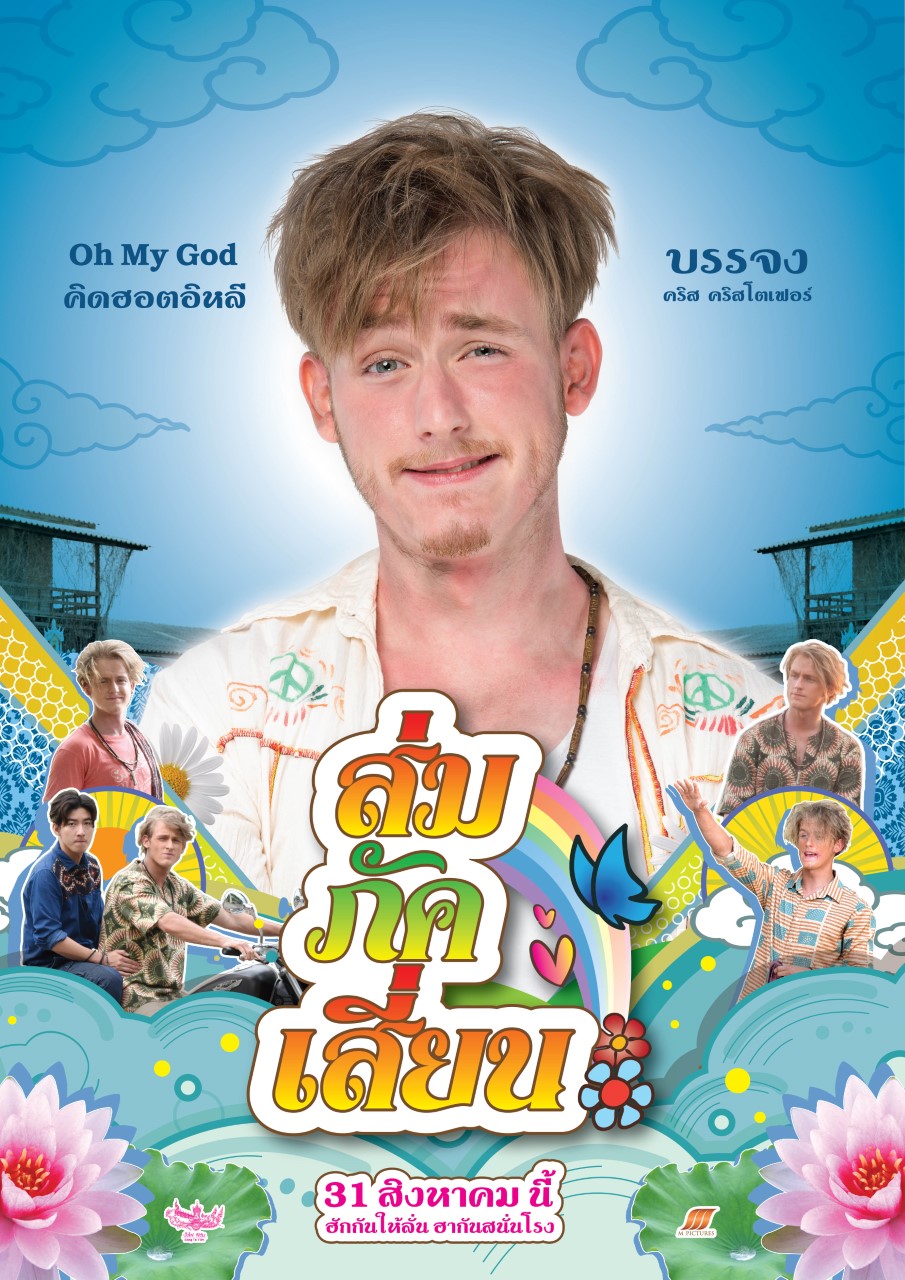 Oh My God
คิดฮอตอิหลี
บรรจง
คริส คริสโตเฟอร์
ส่ม
ภัค
เสี่ยน
31 สิงหาคม นี้
ฮักกันให้ลั่น ฮากันสนั่นโรง
M PICTURES